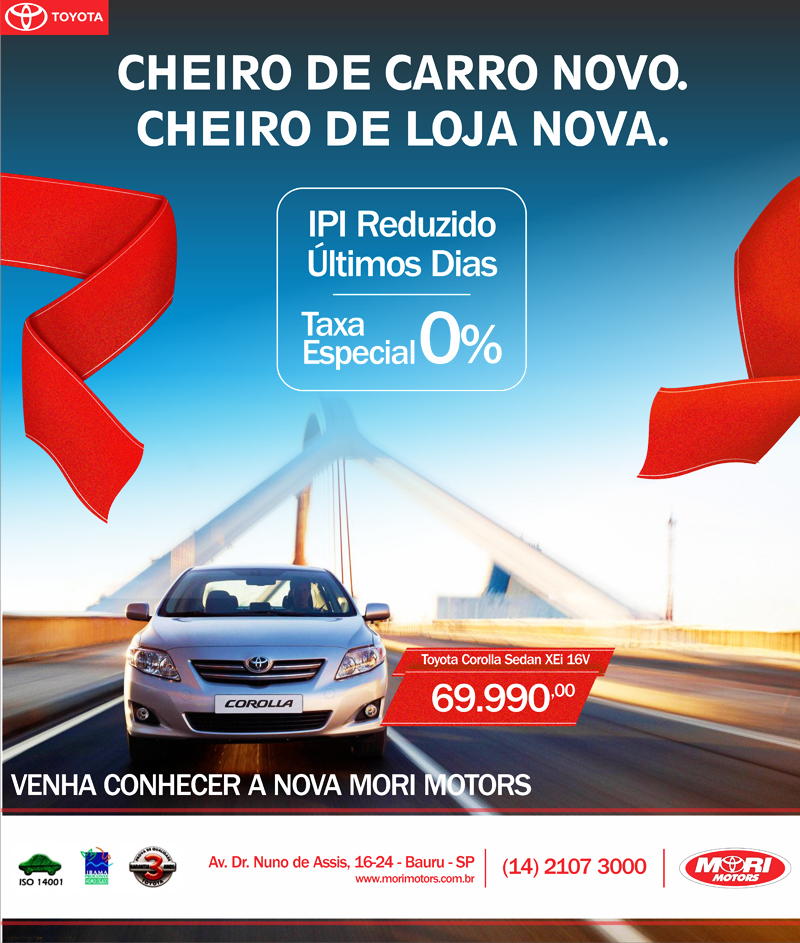 TOYOTA
CHEIRO DE CARRO NOVO.
CHEIRO DE LOJA NOVA.
IPI Reduzido
Últimos Dias
Taxa
Especial 0%
Toyota Corolla Sedan XEi 16V
69.990,00
COROLLA
VENHA CONHECER A NOVA MORI MOTORS
ISO 14001
IBAMA
3
TOYOTA
Av. Dr. Nuno de Assis, 16-24 - Bauru - SP
www.morimotors.com.br
(14) 2107 3000
MORI
MOTORS